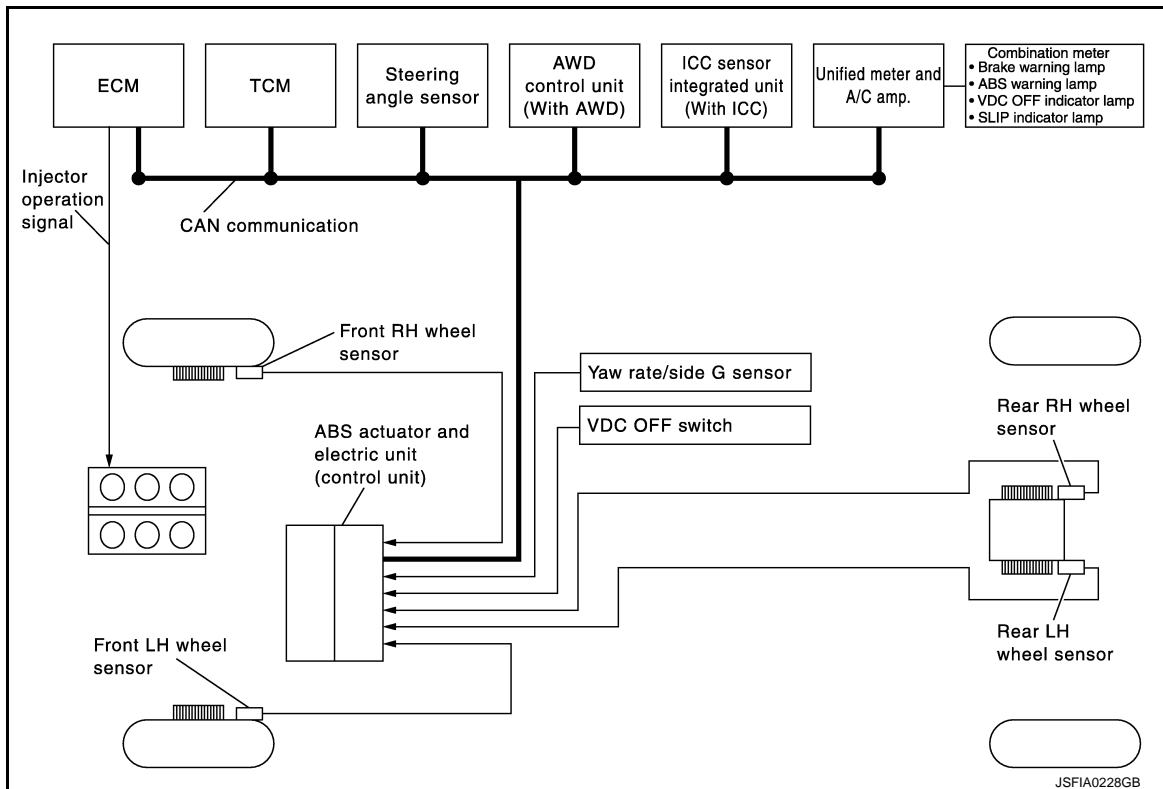 ECM
TCM
Steering
angle sensor
AWD
control unit
(With AWD)
ICC sensor
integrated unit
(With ICC)
Unified meter and
A/C amp.
Combination meter
• Brake warning lamp
• ABS warning lamp
• VDC OFF indicator lamp
• SLIP indicator lamp
Injector
operation
signal
CAN communication
Front RH wheel
sensor
Yaw rate/side G sensor
VDC OFF switch
Rear RH wheel
sensor
ABS actuator and
electric unit
(control unit)
Front LH wheel
sensor
Rear LH
wheel sensor
JSFIA0228GB